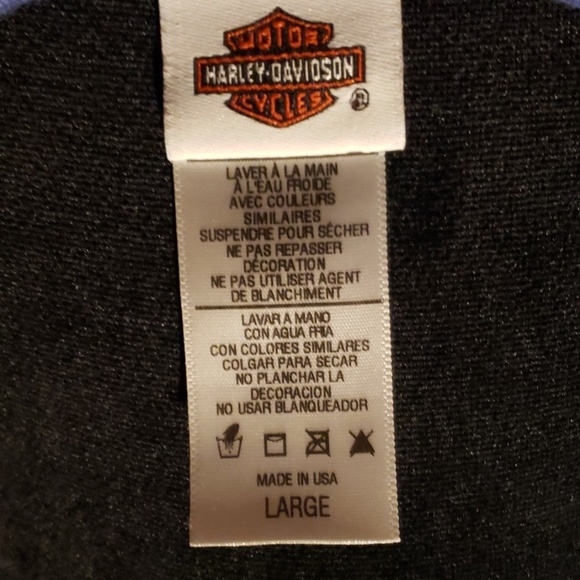 MOTOR
HARLEY-DAVIDSON
CYCLES
®
LAVER À LA MAIN
À L'EAU FROIDE
AVEC COULEURS
SIMILAIRES
SUSPENDRE POUR SÉCHER
NE PAS REPASSER
DÉCORATION
NE PAS UTILISER AGENT
DE BLANCHIMENT
LAVAR A MANO
CON AGUA FRIA
CON COLORES SIMILARES
COLGAR PARA SECAR
NO PLANCHAR LA
DECORACION
NO USAR BLANQUEADOR
MADE IN USA
LARGE